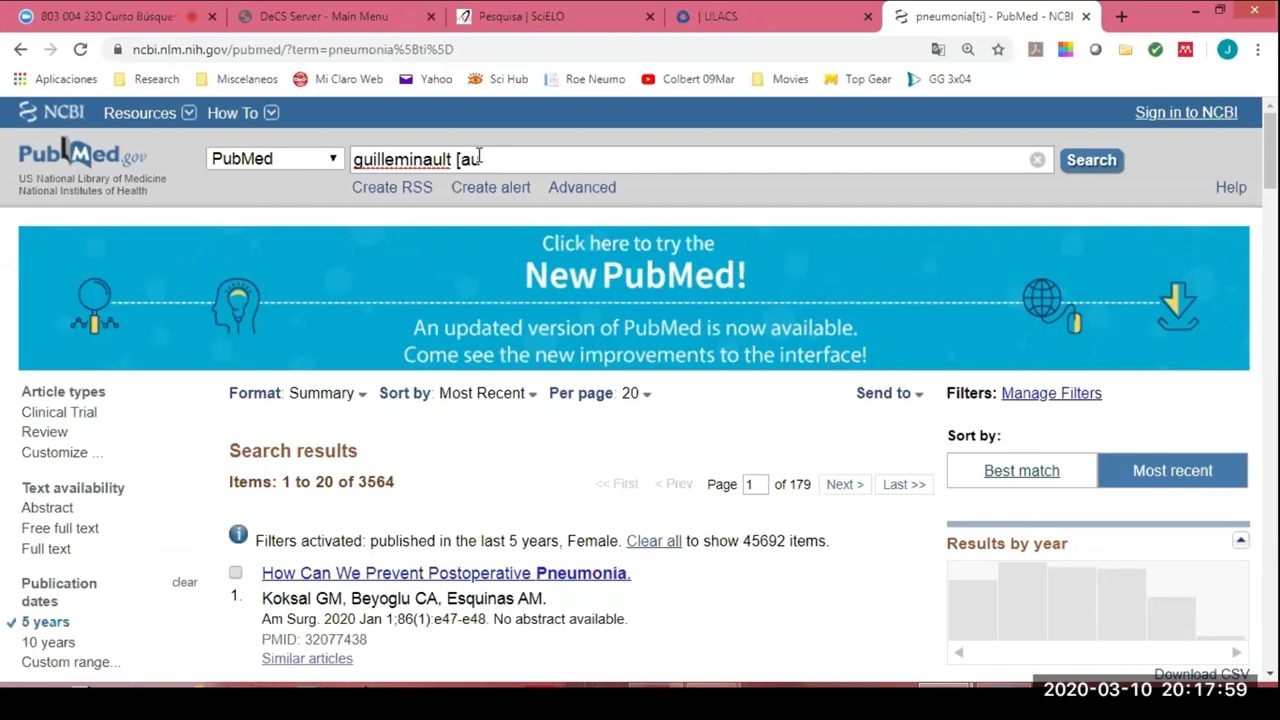 803 004 230 Curso Búsque
DeCS Server - Main Menu
Pesquisa | SciELO
| LILACS
pneumonia[ti] - PubMed - NCBI
ncbi.nlm.nih.gov/pubmed/?term=pneumonia%5Bti%5D
J
Aplicaciones
Research
Miscelaneos
Mi Claro Web
Yahoo
Sci Hub
Roe Neumo
Colbert 09Mar
Movies
Top Gear
GG 3x04
NCBI
Resources
How To
Sign in to NCBI
PubMed.gov
US National Library of Medicine
National Institutes of Health
PubMed
guilleminault [au
Search
Create RSS
Create alert
Advanced
Help
Click here to try the
New PubMed!
An updated version of PubMed is now available.
Come see the new improvements to the interface!
Article types
Clinical Trial
Review
Customize ...
Text availability
Abstract
Free full text
Full text
Publication
dates
clear
5 years
10 years
Custom range...
Format: Summary
Sort by: Most Recent
Per page: 20
Send to
Search results
Items: 1 to 20 of 3564
<< First
< Prev
Page 1 of 179
Next >
Last >>
Filters activated: published in the last 5 years, Female. Clear all to show 45692 items.
How Can We Prevent Postoperative Pneumonia.
1.
Koksal GM, Beyoglu CA, Esquinas AM.
Am Surg. 2020 Jan 1;86(1):e47-e48. No abstract available.
PMID: 32077438
Similar articles
Filters: Manage Filters
Sort by:
Best match
Most recent
Results by year
Download CSV
2020-03-10 20:17:59